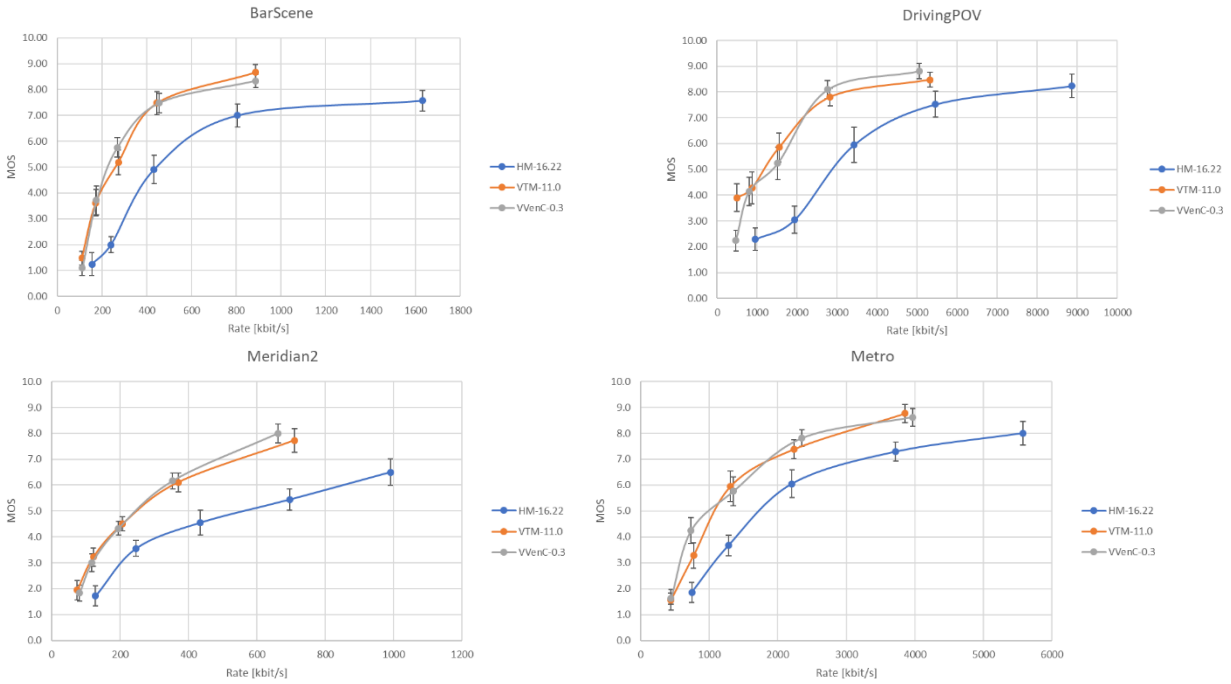 BarScene
10.00
9.00
8.00
7.00
6.00
5.00
4.00
3.00
2.00
1.00
0.00
MOS
0 200 400 600 800 1000 1200 1400 1600 1800
Rate [kbit/s]
HM-16.22
VTM-11.0
VVenC-0.3
DrivingPOV
10.00
9.00
8.00
7.00
6.00
5.00
4.00
3.00
2.00
1.00
0.00
MOS
0 1000 2000 3000 4000 5000 6000 7000 8000 9000 10000
Rate [kbit/s]
HM-16.22
VTM-11.0
VVenC-0.3
Meridian2
10.0
9.0
8.0
7.0
6.0
5.0
4.0
3.0
2.0
1.0
0.0
MOS
0 200 400 600 800 1000 1200
Rate [kbit/s]
HM-16.22
VTM-11.0
VVenC-0.3
Metro
10.0
9.0
8.0
7.0
6.0
5.0
4.0
3.0
2.0
1.0
0.0
MOS
0 1000 2000 3000 4000 5000 6000
Rate [kbit/s]
HM-16.22
VTM-11.0
VVenC-0.3